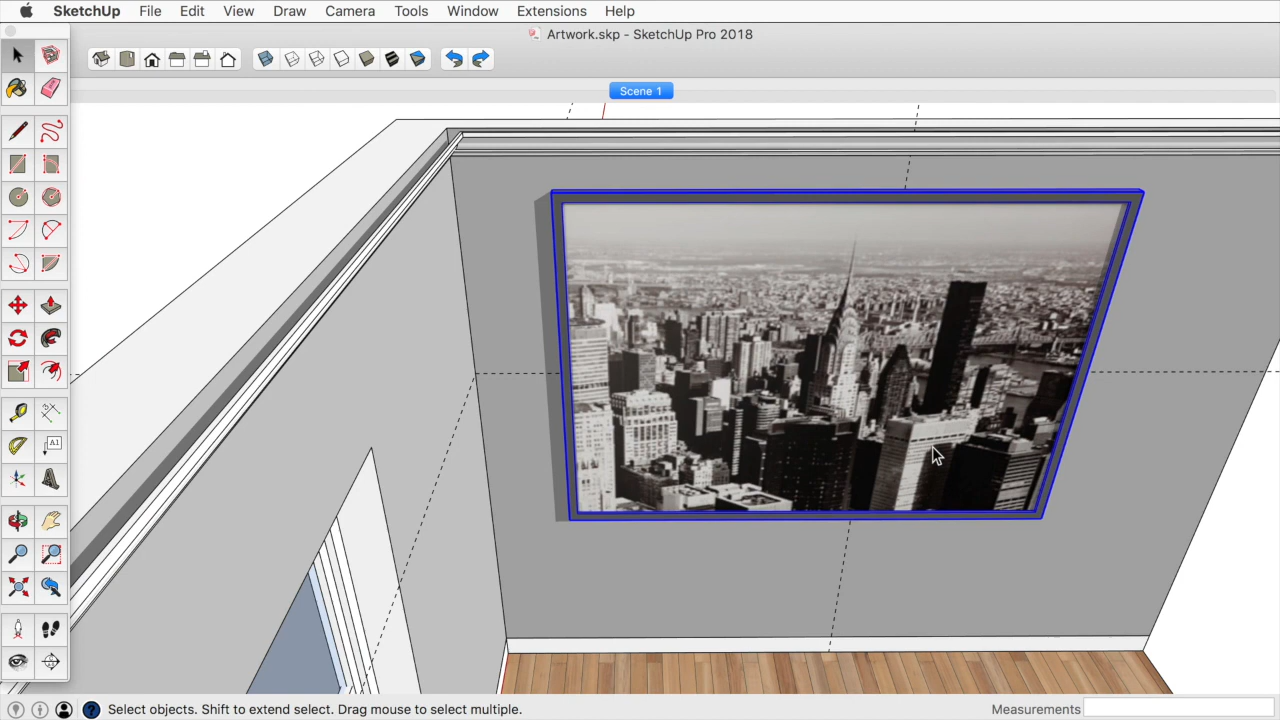 SketchUp File Edit View Draw Camera Tools Window Extensions Help
Artwork.skp - SketchUp Pro 2018
Scene 1
A1
Select objects. Shift to extend select. Drag mouse to select multiple.
Measurements